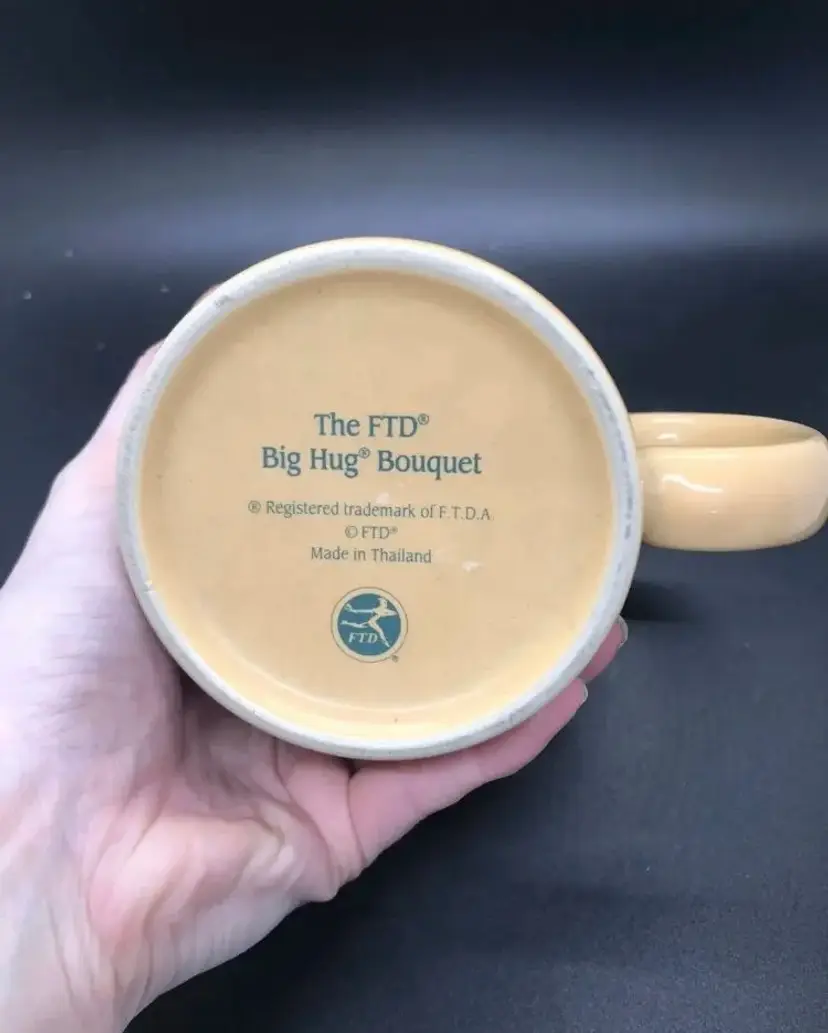 The FTD®
Big Hug® Bouquet
® Registered trademark of F.T.D.A
© FTD®
Made in Thailand
FTD
®